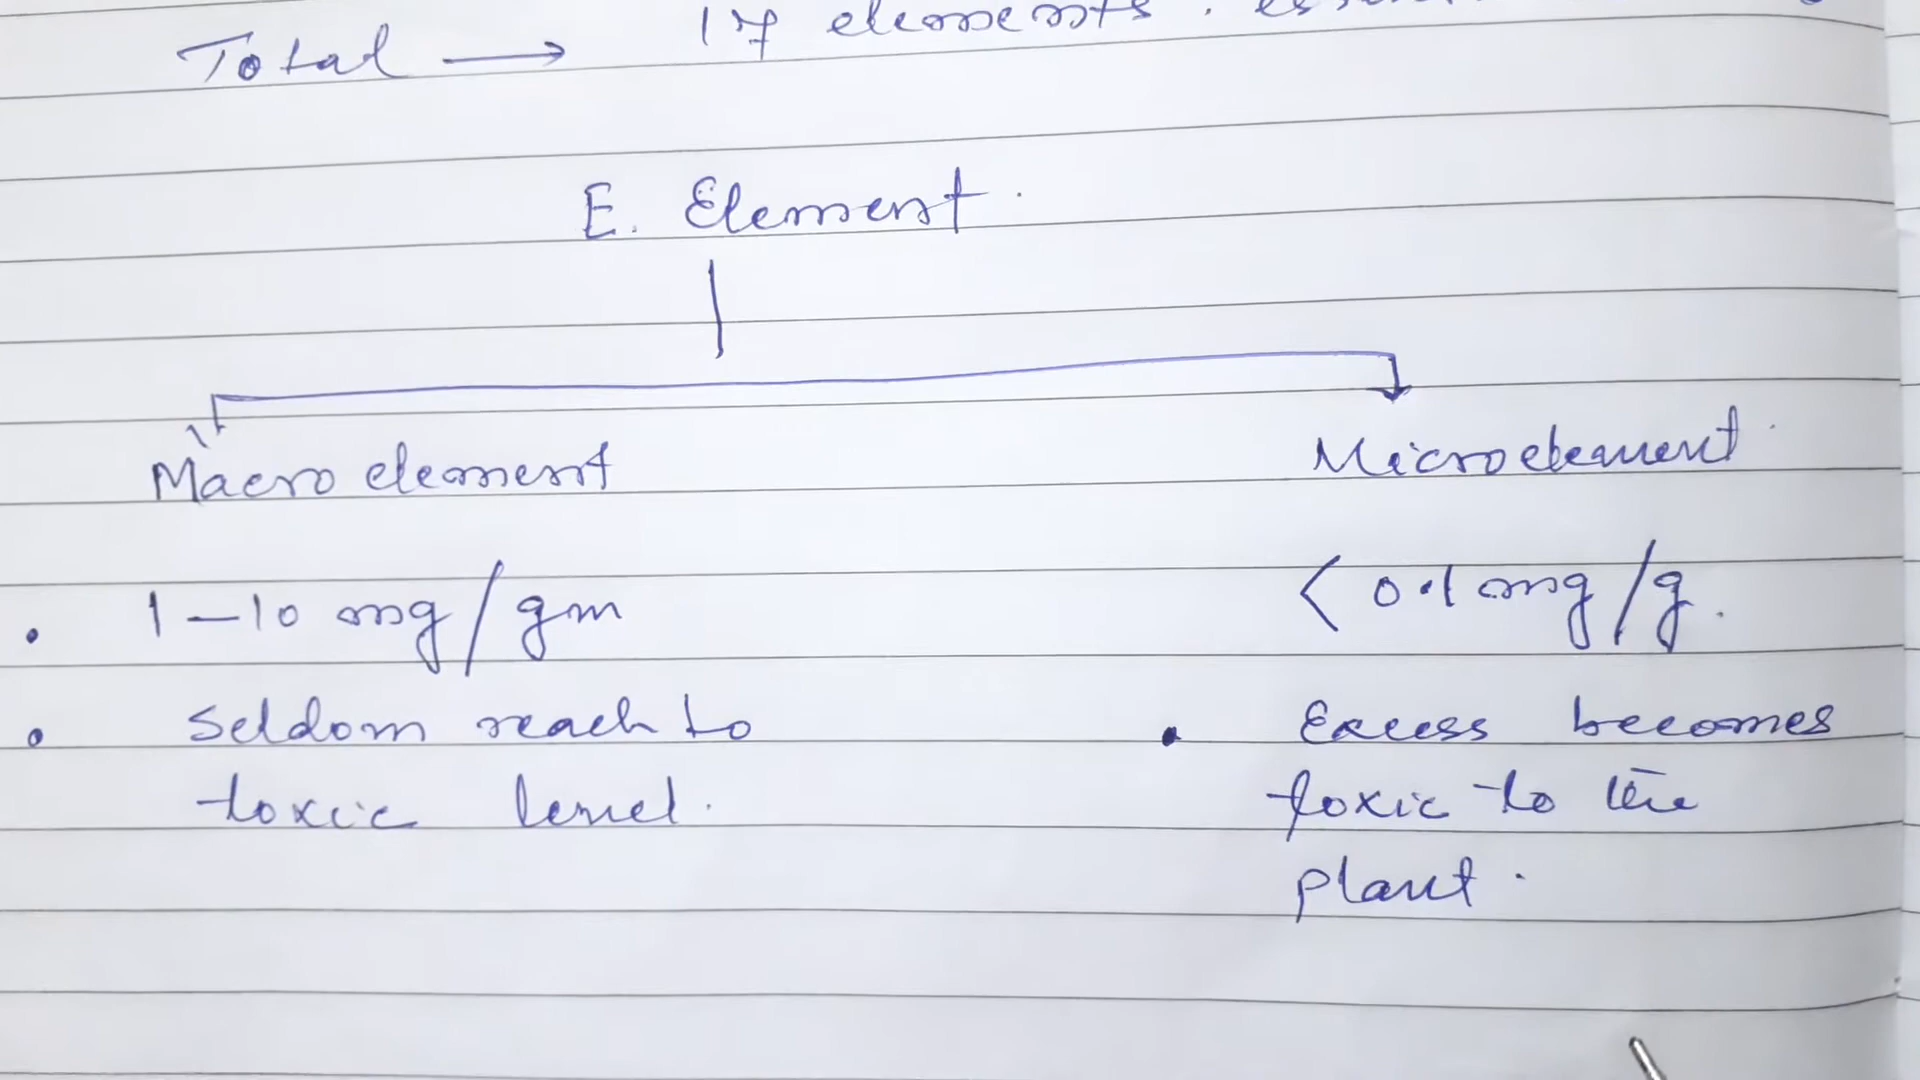 Total → 17 elements.
E. Element.
Macro element Microelement.
• 1-10 mg/gm < 0.1 mg/g.
• Seldom reach to • Excess becomes
toxic level. toxic to the
plant.